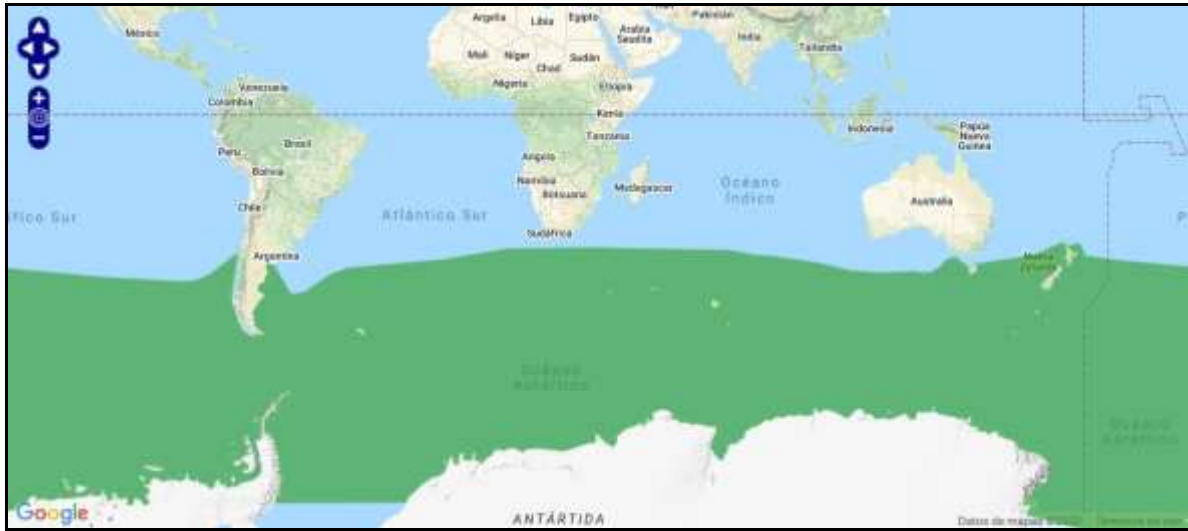 México
Argelia
Libia
Egipto
Arabia
Saudita
Pakistán
India
Tailandia
Mali
Níger
Chad
Sudán
Nigeria
Etiopía
Venezuela
Colombia
Kenia
Tanzania
Indonesia
Papúa
Nueva
Guinea
Perú
Brasil
Bolivia
Angola
Namibia
Botsuana
Madagascar
Océano
Índico
Australia
Chile
Atlántico Sur
fico Sur
P
Sudáfrica
Argentina
Nueva
Zelanda
Océano
Antártico
Océano
Antártico
Google
ANTÁRTIDA
Datos de mapas